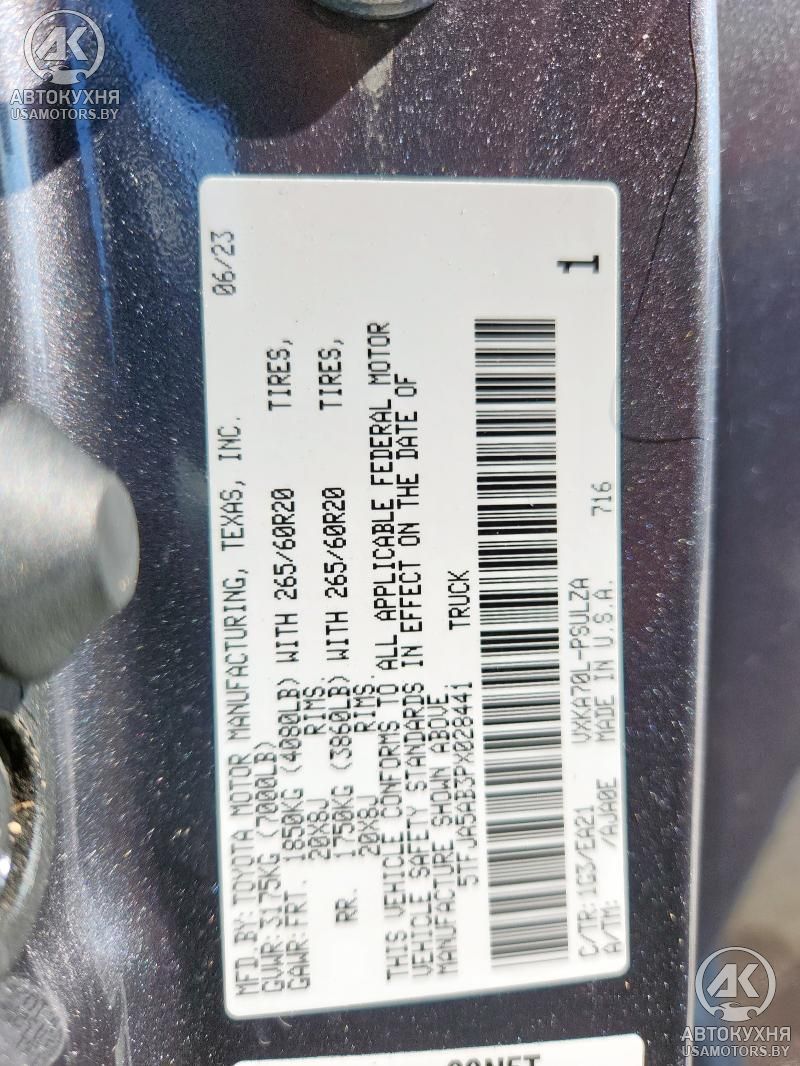 AK
АВТОКУХНЯ
USAMOTORS.BY
06/23
MFD.BY:TOYOTA MOTOR MANUFACTURING, TEXAS, INC.
GVWR:3175KG (7000LB)
GAWR:FRT. 1850KG (4080LB) WITH 265/60R20 TIRES,
20X8J RIMS
RR. 1750KG (3860LB) WITH 265/60R20 TIRES,
20X8J RIMS.
THIS VEHICLE CONFORMS TO ALL APPLICABLE FEDERAL MOTOR
VEHICLE SAFETY STANDARDS IN EFFECT ON THE DATE OF
MANUFACTURE SHOWN ABOVE.
5TFJA5AB3PX028441 TRUCK
1
C/TR:1G3/EA21 VXKA70L-PSULZA
A/TM: /AJA0E MADE IN U.S.A. 716
AK
АВТОКУХНЯ
USAMOTORS.BY